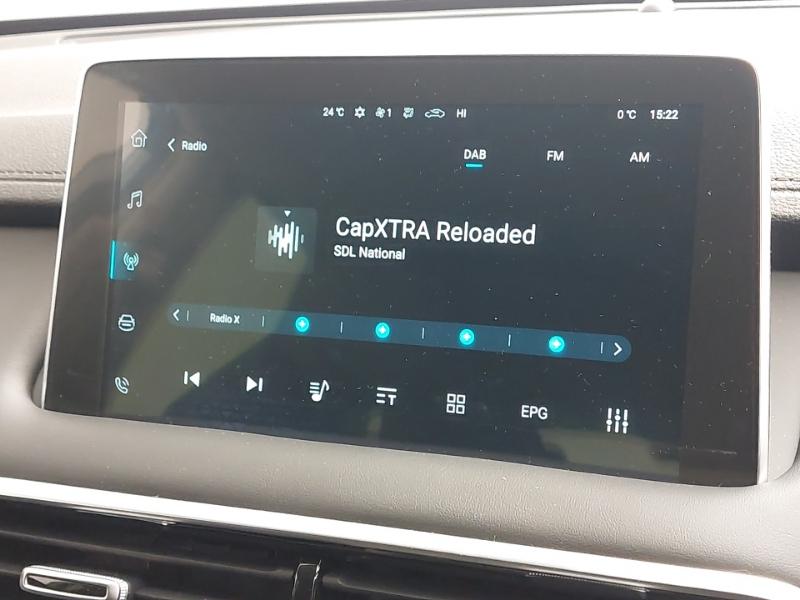 24 ℃ 1 HI 0 ℃ 15:22
Radio
DAB FM AM
CapXTRA Reloaded
SDL National
Radio X
EPG